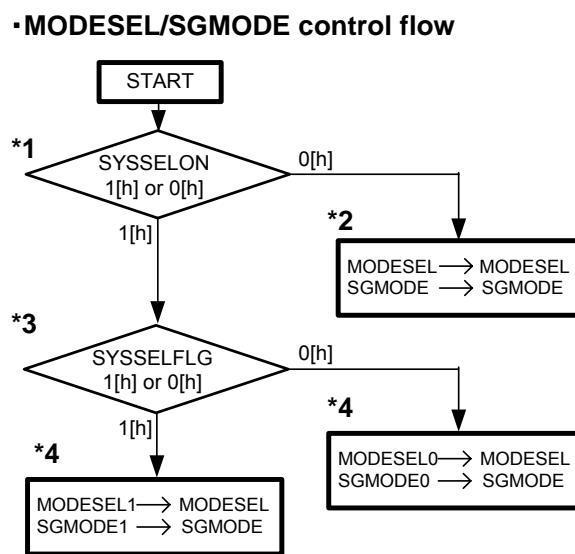 ・MODESEL/SGMODE control flow
START
*1
SYSSELON
1[h] or 0[h]
0[h]
1[h]
*2
MODESEL → MODESEL
SGMODE → SGMODE
*3
SYSSELFLG
1[h] or 0[h]
0[h]
1[h]
*4
MODESEL0 → MODESEL
SGMODE0 → SGMODE
*4
MODESEL1 → MODESEL
SGMODE1 → SGMODE